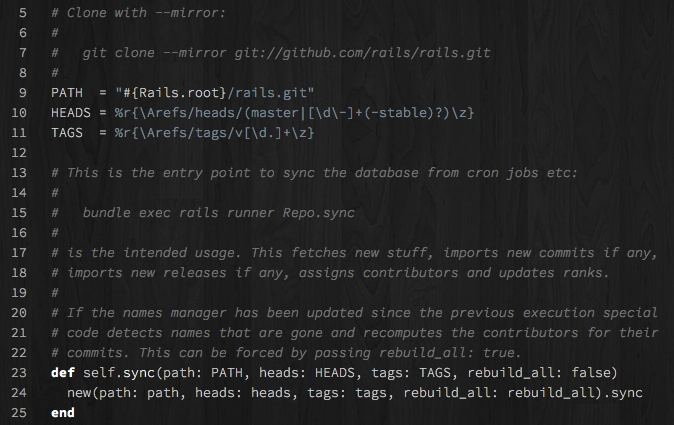 5 # Clone with --mirror:
6 #
7 #   git clone --mirror git://github.com/rails/rails.git
8 #
9 PATH  = "#{Rails.root}/rails.git"
10 HEADS = %r{\Arefs/heads/(master|[\d\-]+(-stable)?)\z}
11 TAGS  = %r{\Arefs/tags/v[\d.]+\z}
12
13 # This is the entry point to sync the database from cron jobs etc:
14 #
15 #   bundle exec rails runner Repo.sync
16 #
17 # is the intended usage. This fetches new stuff, imports new commits if any,
18 # imports new releases if any, assigns contributors and updates ranks.
19 #
20 # If the names manager has been updated since the previous execution special
21 # code detects names that are gone and recomputes the contributors for their
22 # commits. This can be forced by passing rebuild_all: true.
23 def self.sync(path: PATH, heads: HEADS, tags: TAGS, rebuild_all: false)
24   new(path: path, heads: heads, tags: tags, rebuild_all: rebuild_all).sync
25 end